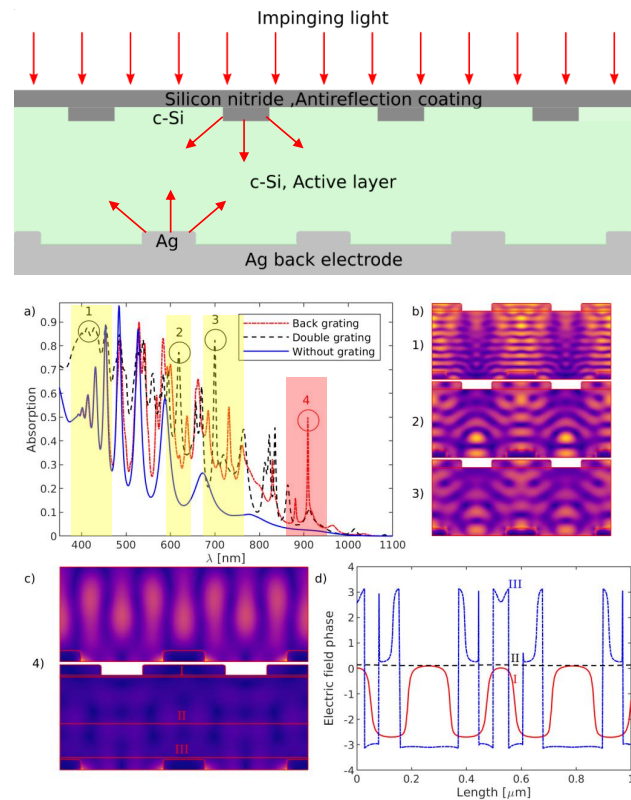 Impinging light
Silicon nitride ,Antireflection coating
c-Si
c-Si, Active layer
Ag
Ag back electrode
a)
Absorption
0.9
0.8
0.7
0.6
0.5
0.4
0.3
0.2
0.1
0
1
2
3
4
Back grating
Double grating
Without grating
400 500 600 700 800 900 1000 1100
λ [nm]
b)
1)
2)
3)
c)
4)
II
III
d)
Electric field phase
4
3
2
1
0
-1
-2
-3
-4
III
II
I
0 0.2 0.4 0.6 0.8 1
Length [μm]